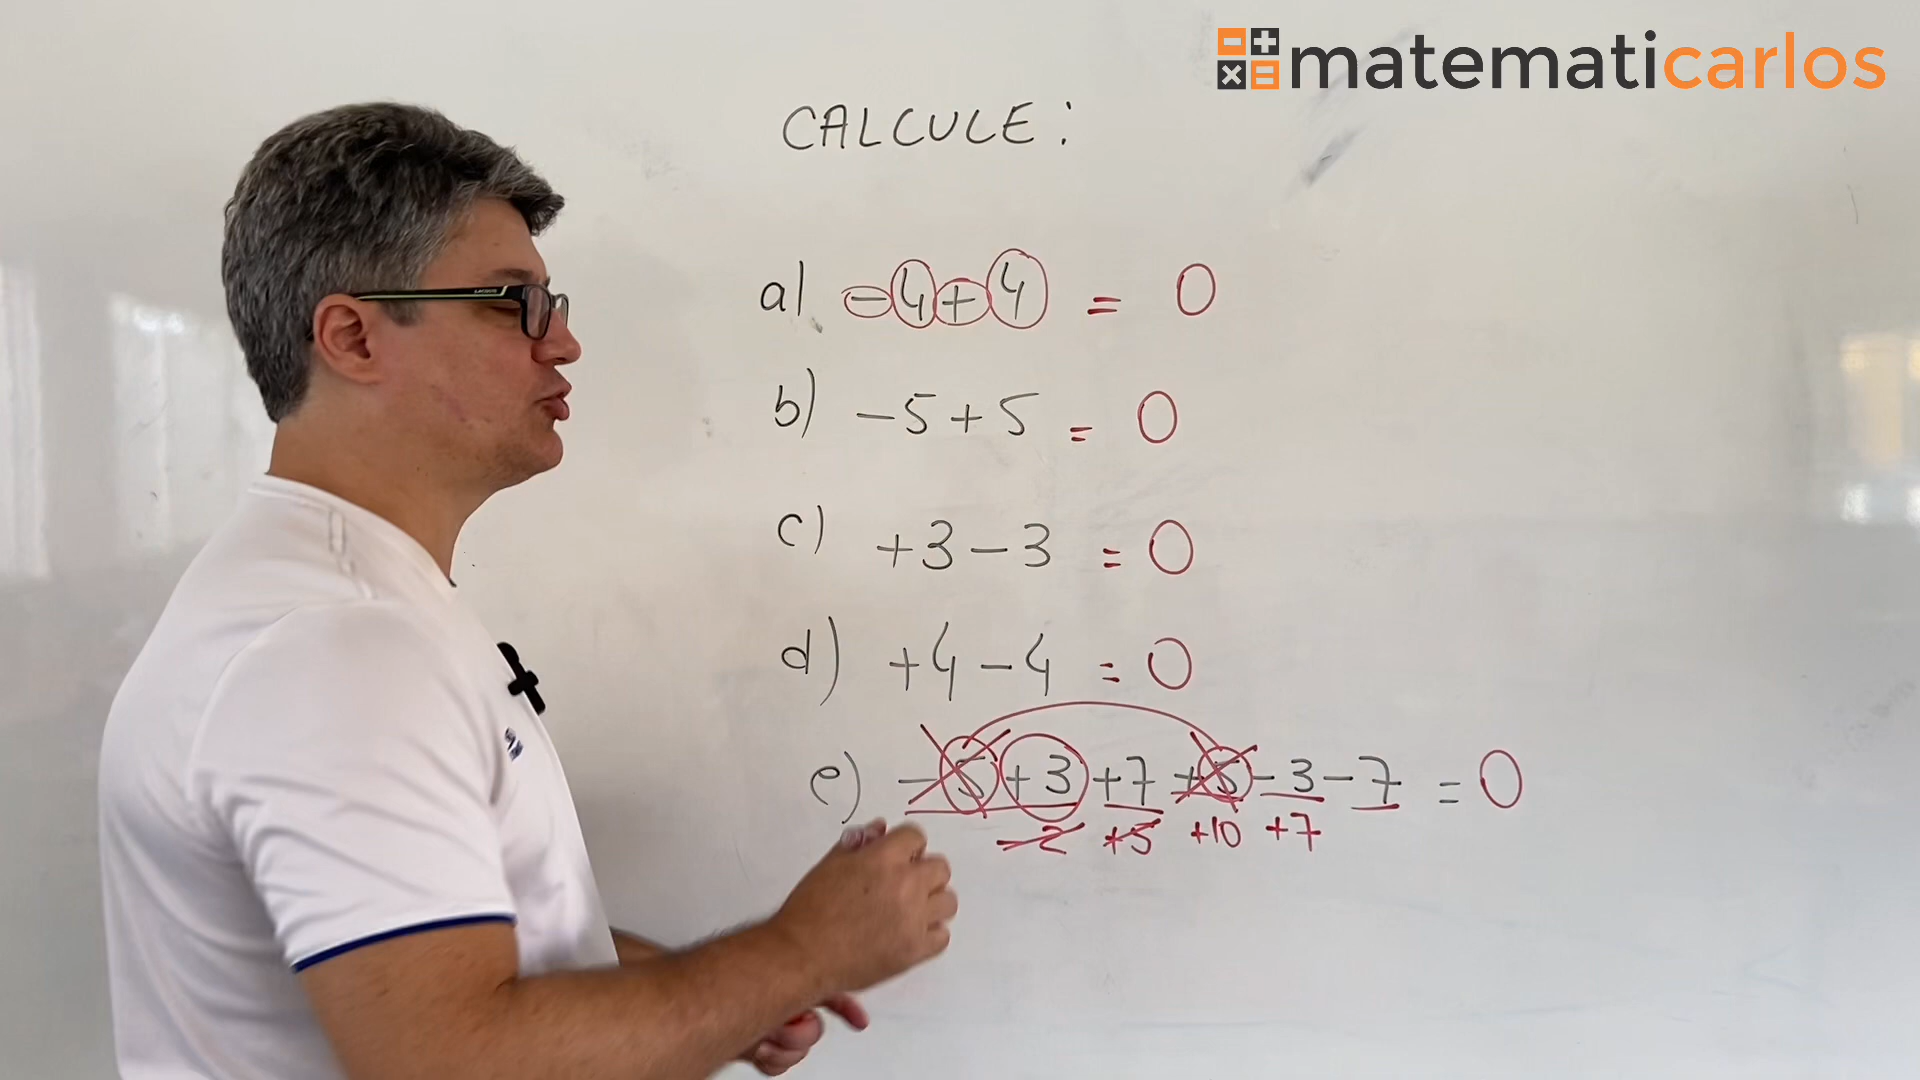 matematicarlos
CALCULE:
a) -4+4 = 0
b) -5+5 = 0
c) +3-3 = 0
d) +4-4 = 0
e) -5+3+7+5-3-7 = 0
-2 +5 +10 +7